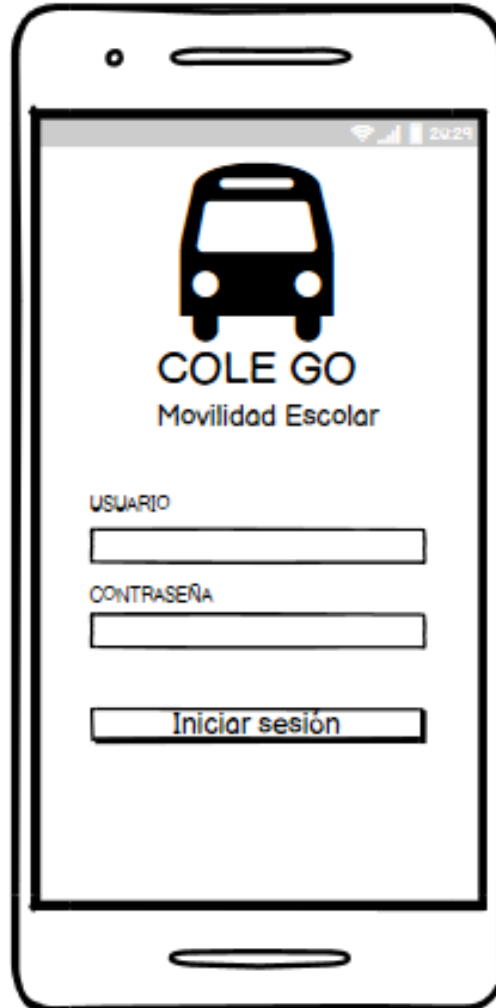 20:29
COLE GO
Movilidad Escolar
USUARIO
CONTRASEÑA
Iniciar sesión